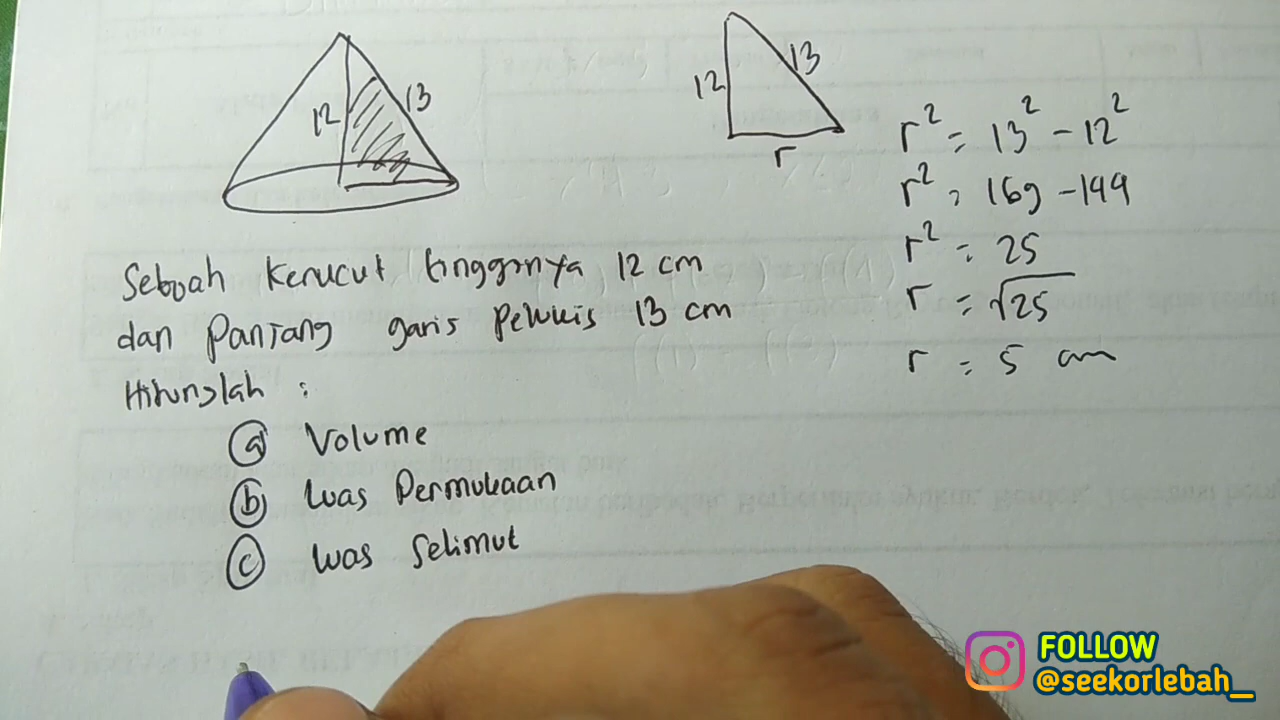 12
13
12
13
r
r² = 13² - 12²
r² = 169 - 144
r² = 25
r = √25
r = 5 cm
Sebuah Kerucut tingginya 12 cm
dan Panjang garis Pelukis 13 cm
Hitunglah :
a Volume
b Luas Permukaan
c Luas Selimut
FOLLOW
@seekorlebah_